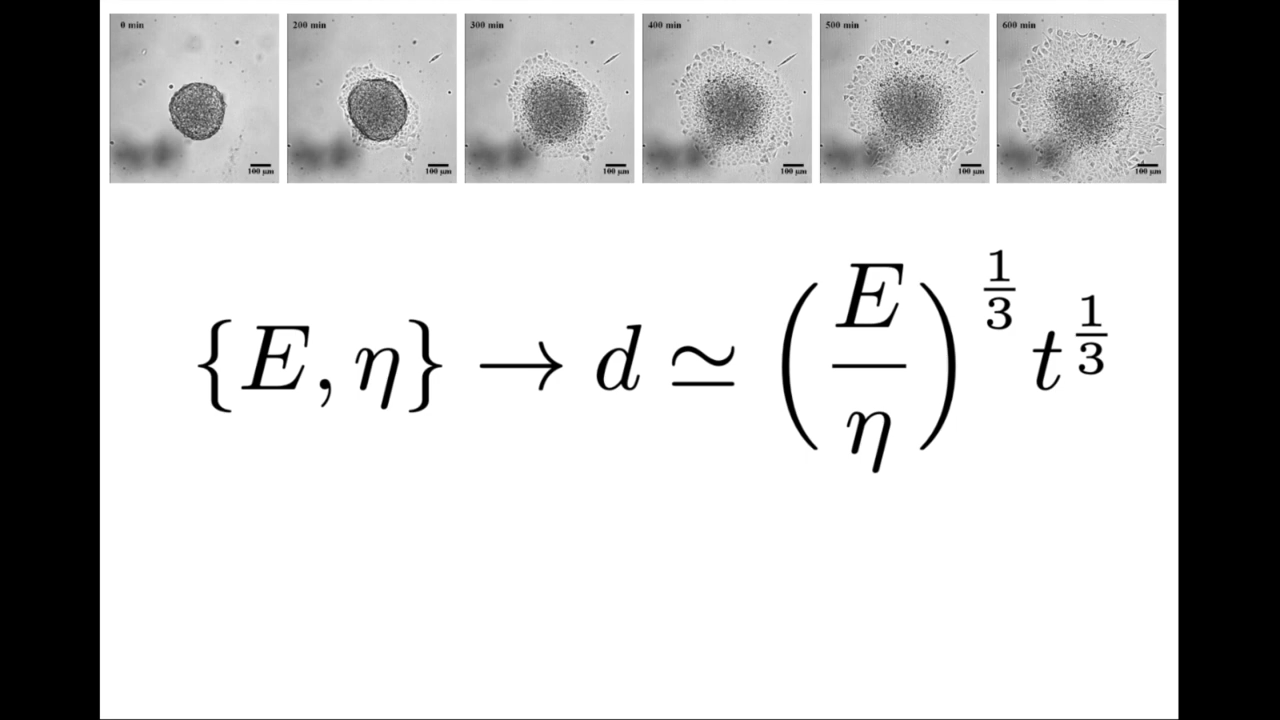 0 min 200 min 300 min 400 min 500 min 600 min
100 µm 100 µm 100 µm 100 µm 100 µm 100 µm
{E, η} → d ≃ (E/η)^{1/3} t^{1/3}